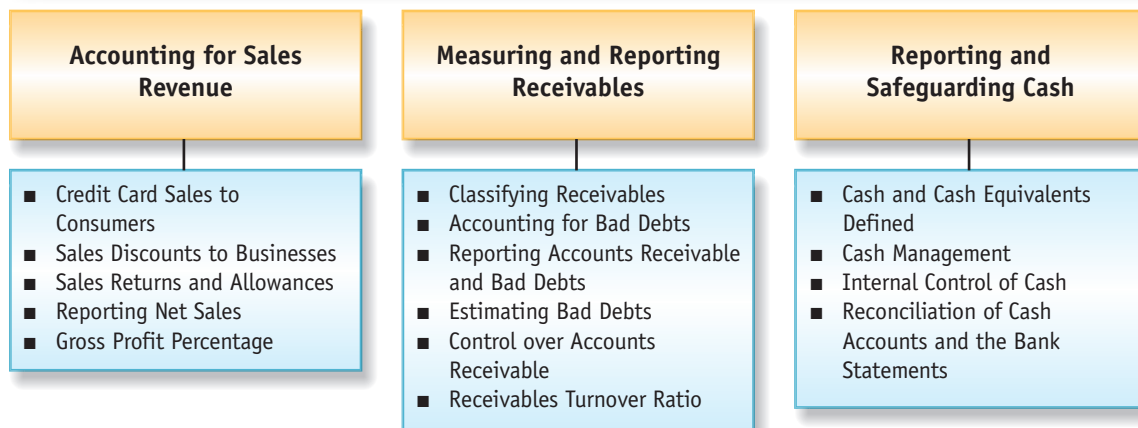 Accounting for Sales
Revenue
■ Credit Card Sales to
Consumers
■ Sales Discounts to Businesses
■ Sales Returns and Allowances
■ Reporting Net Sales
■ Gross Profit Percentage
Measuring and Reporting
Receivables
■ Classifying Receivables
■ Accounting for Bad Debts
■ Reporting Accounts Receivable
and Bad Debts
■ Estimating Bad Debts
■ Control over Accounts
Receivable
■ Receivables Turnover Ratio
Reporting and
Safeguarding Cash
■ Cash and Cash Equivalents
Defined
■ Cash Management
■ Internal Control of Cash
■ Reconciliation of Cash
Accounts and the Bank
Statements